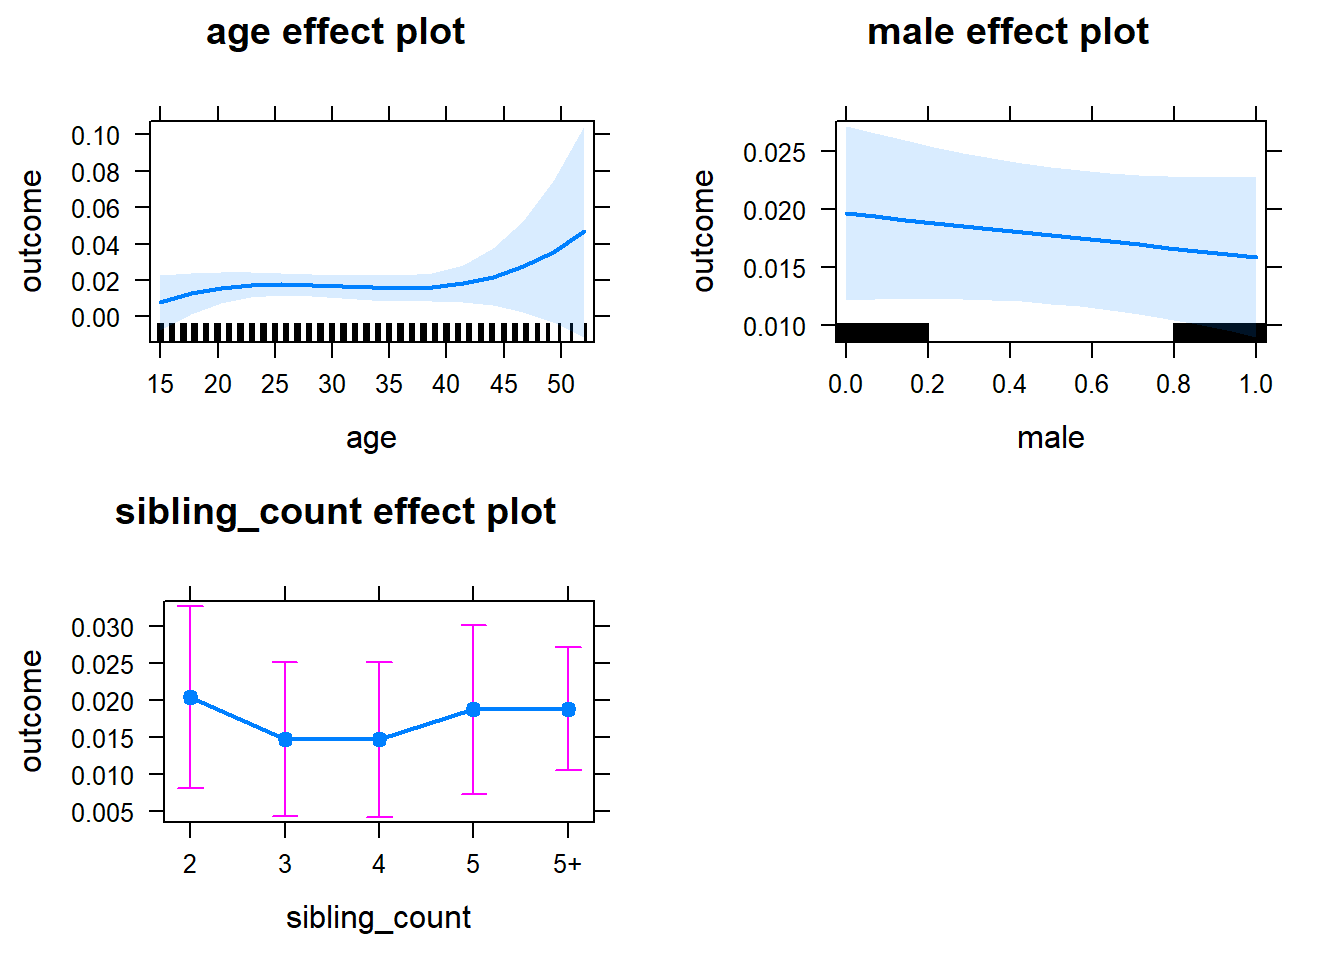 age effect plot
outcome
0.10
0.08
0.06
0.04
0.02
0.00
15 20 25 30 35 40 45 50
age
male effect plot
outcome
0.025
0.020
0.015
0.010
0.0 0.2 0.4 0.6 0.8 1.0
male
sibling_count effect plot
outcome
0.030
0.025
0.020
0.015
0.010
0.005
2 3 4 5 5+
sibling_count